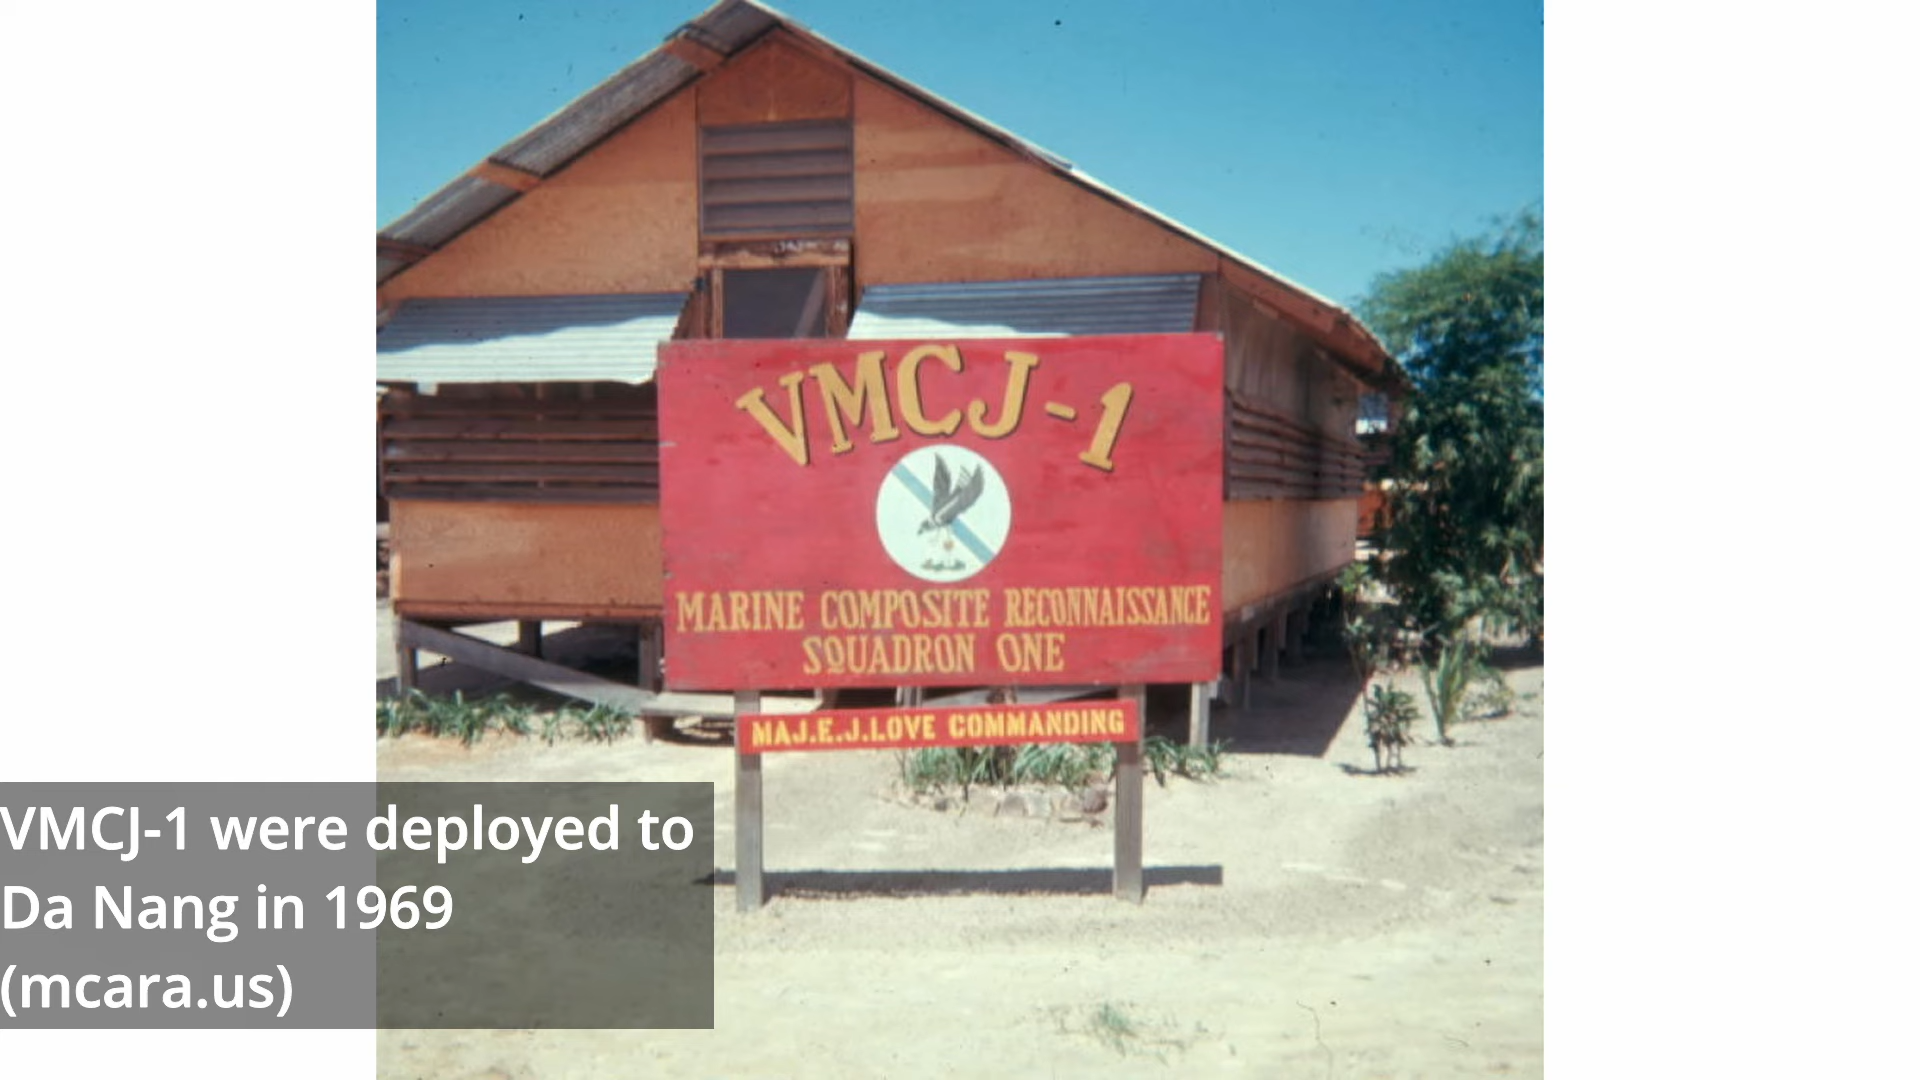 VMCJ-1
MARINE COMPOSITE RECONNAISSANCE
SQUADRON ONE
MAJ.E.J.LOVE COMMANDING
VMCJ-1 were deployed to
Da Nang in 1969
(mcara.us)